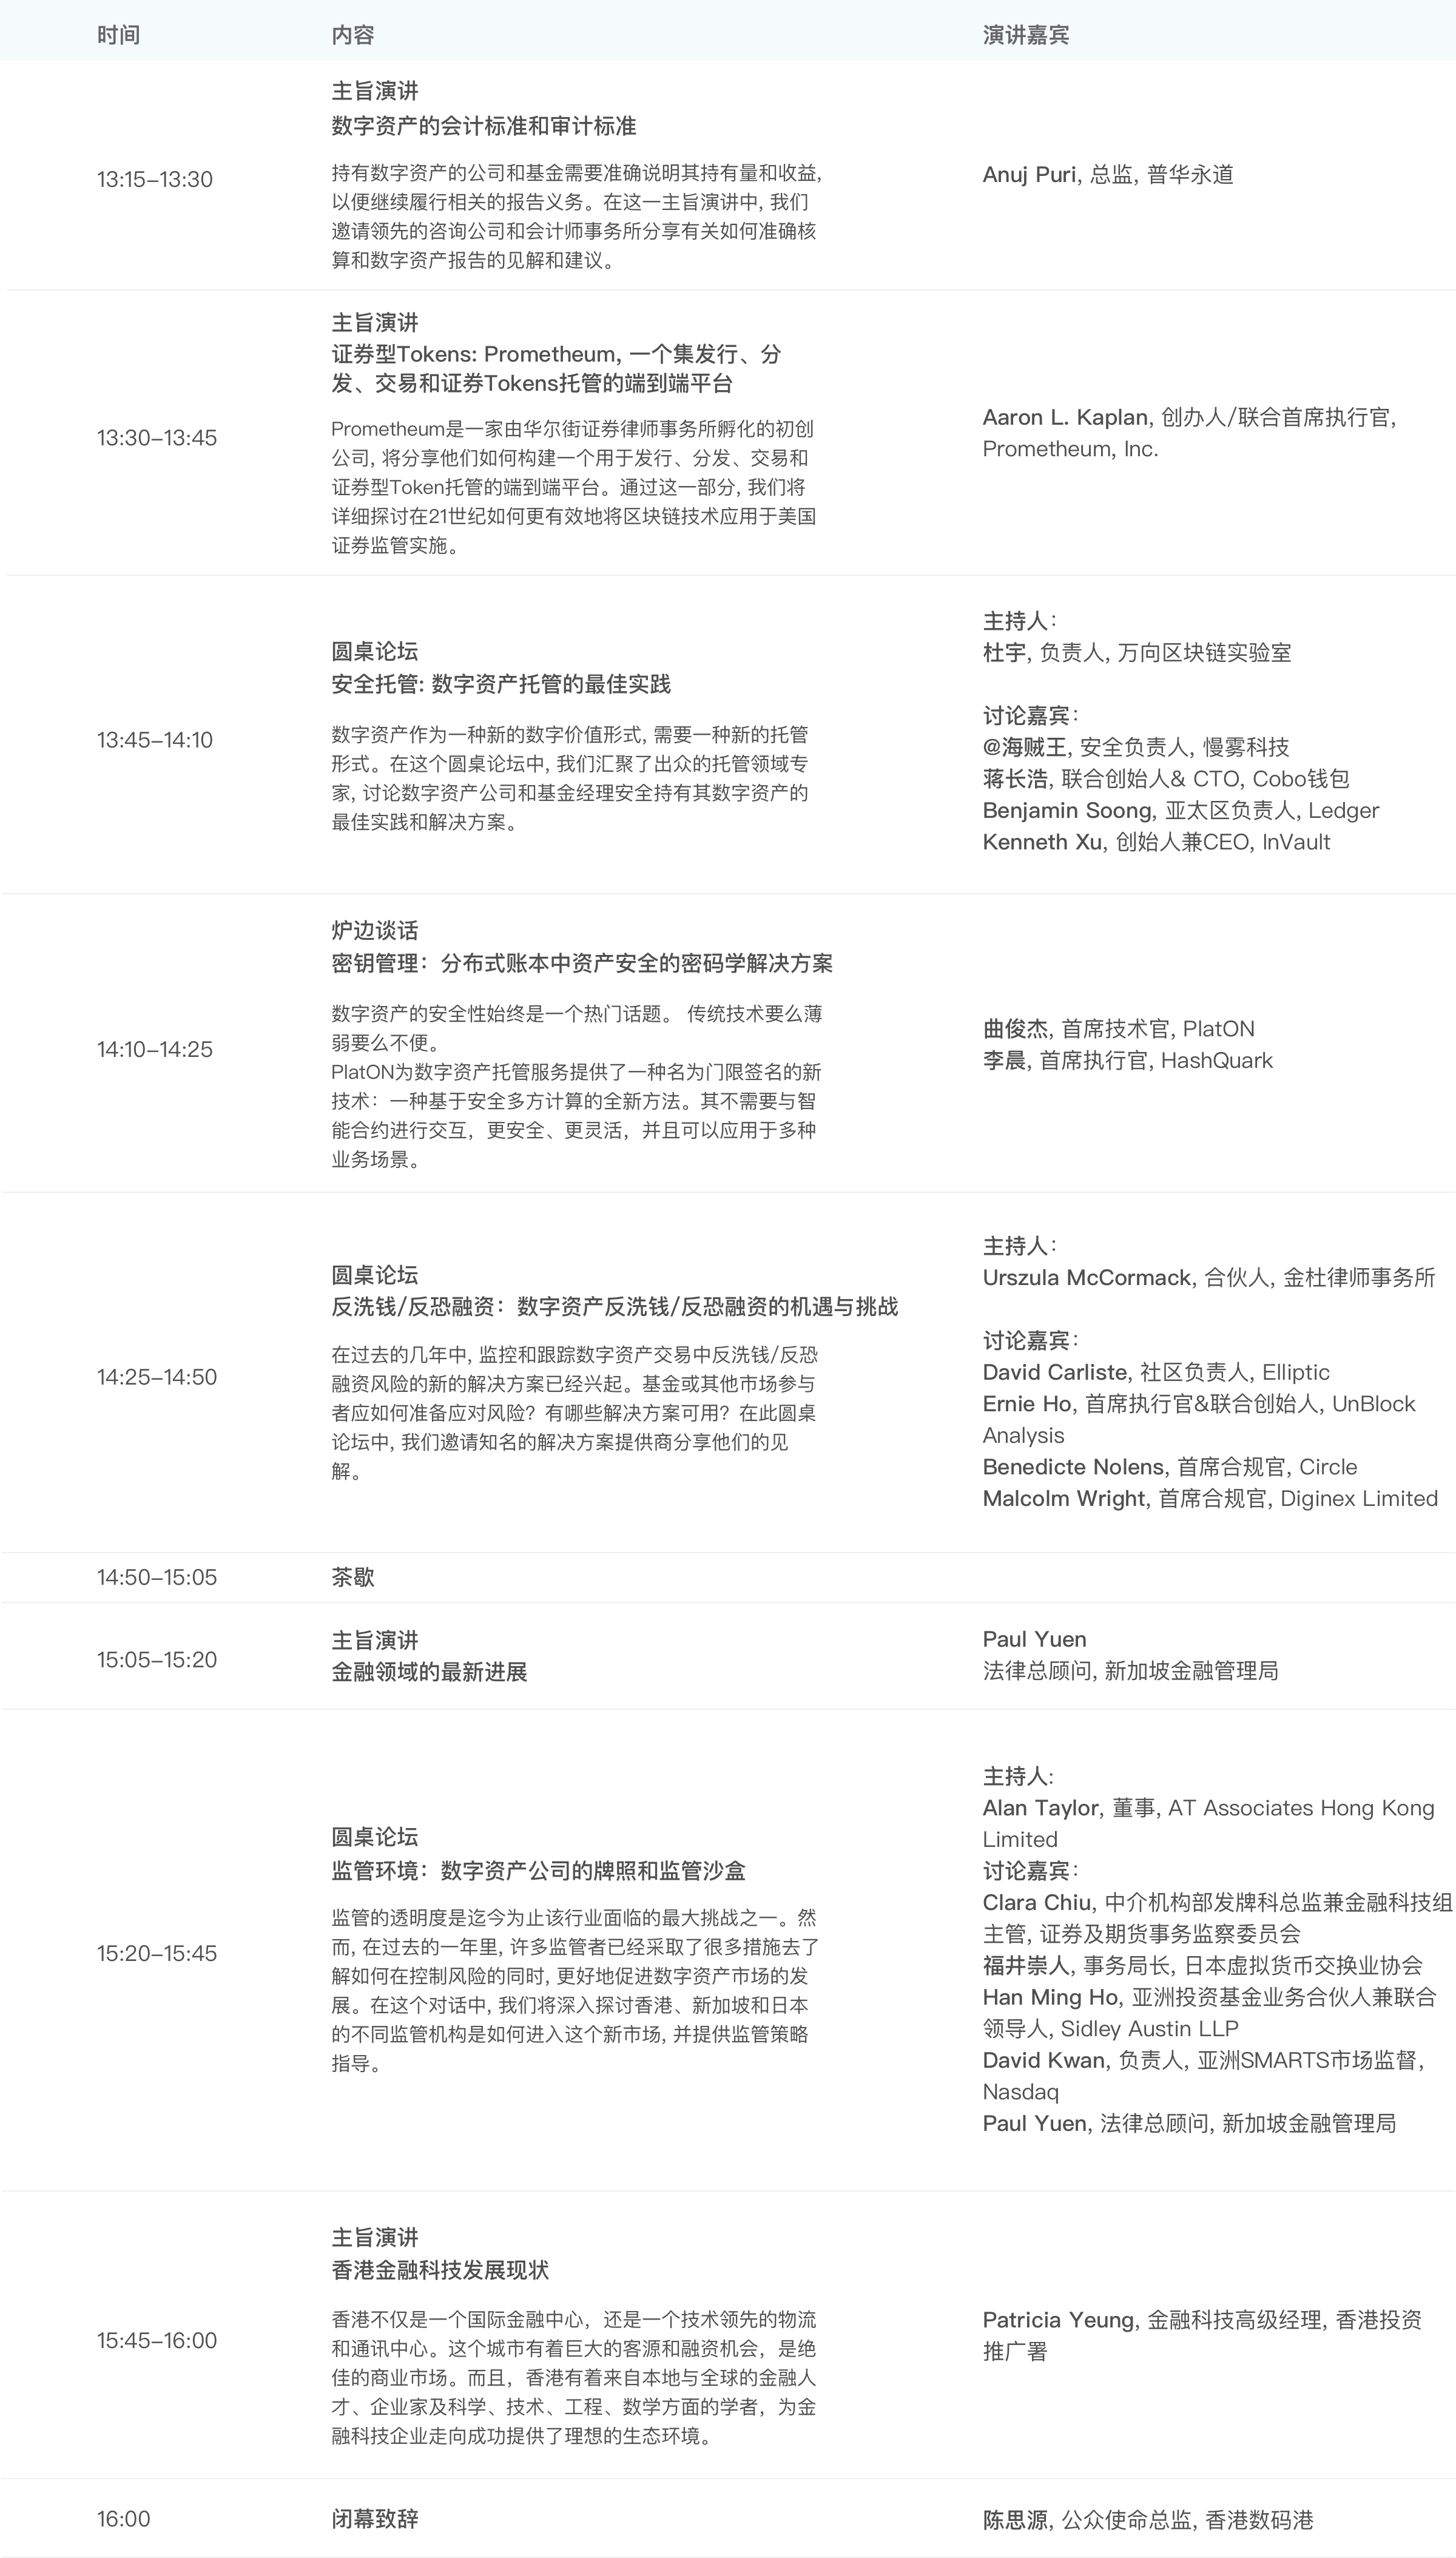 时间 内容 演讲嘉宾
主旨演讲
数字资产的会计标准和审计标准
13:15–13:30
持有数字资产的公司和基金需要准确说明其持有量和收益,
以便继续履行相关的报告义务。在这一主旨演讲中, 我们
邀请领先的咨询公司和会计师事务所分享有关如何准确核
算和数字资产报告的见解和建议。
Anuj Puri, 总监, 普华永道
主旨演讲
证券型Tokens: Prometheum, 一个集发行、分
发、交易和证券Tokens托管的端到端平台
13:30–13:45
Prometheum是一家由华尔街证券律师事务所孵化的初创
公司, 将分享他们如何构建一个用于发行、分发、交易和
证券型Token托管的端到端平台。通过这一部分, 我们将
详细探讨在21世纪如何更有效地将区块链技术应用于美国
证券监管实施。
Aaron L. Kaplan, 创办人/联合首席执行官,
Prometheum, Inc.
圆桌论坛
安全托管: 数字资产托管的最佳实践
13:45–14:10
数字资产作为一种新的数字价值形式, 需要一种新的托管
形式。在这个圆桌论坛中, 我们汇聚了出众的托管领域专
家, 讨论数字资产公司和基金经理安全持有其数字资产的
最佳实践和解决方案。
主持人：
杜宇, 负责人, 万向区块链实验室
讨论嘉宾：
@海贼王, 安全负责人, 慢雾科技
蒋长浩, 联合创始人& CTO, Cobo钱包
Benjamin Soong, 亚太区负责人, Ledger
Kenneth Xu, 创始人兼CEO, InVault
炉边谈话
密钥管理：分布式账本中资产安全的密码学解决方案
14:10–14:25
数字资产的安全性始终是一个热门话题。 传统技术要么薄
弱要么不便。
PlatON为数字资产托管服务提供了一种名为门限签名的新
技术：一种基于安全多方计算的全新方法。其不需要与智
能合约进行交互，更安全、更灵活，并且可以应用于多种
业务场景。
曲俊杰, 首席技术官, PlatON
李晨, 首席执行官, HashQuark
圆桌论坛
反洗钱/反恐融资：数字资产反洗钱/反恐融资的机遇与挑战
14:25–14:50
在过去的几年中, 监控和跟踪数字资产交易中反洗钱/反恐
融资风险的新的解决方案已经兴起。基金或其他市场参与
者应如何准备应对风险？有哪些解决方案可用？在此圆桌
论坛中, 我们邀请知名的解决方案提供商分享他们的见
解。
主持人：
Urszula McCormack, 合伙人, 金杜律师事务所
讨论嘉宾：
David Carliste, 社区负责人, Elliptic
Ernie Ho, 首席执行官&联合创始人, UnBlock
Analysis
Benedicte Nolens, 首席合规官, Circle
Malcolm Wright, 首席合规官, Diginex Limited
14:50–15:05 茶歇
主旨演讲
金融领域的最新进展
15:05–15:20
Paul Yuen
法律总顾问, 新加坡金融管理局
圆桌论坛
监管环境：数字资产公司的牌照和监管沙盒
15:20–15:45
监管的透明度是迄今为止该行业面临的最大挑战之一。然
而, 在过去的一年里, 许多监管者已经采取了很多措施去了
解如何在控制风险的同时, 更好地促进数字资产市场的发
展。在这个对话中, 我们将深入探讨香港、新加坡和日本
的不同监管机构是如何进入这个新市场, 并提供监管策略
指导。
主持人:
Alan Taylor, 董事, AT Associates Hong Kong
Limited
讨论嘉宾：
Clara Chiu, 中介机构部发牌科总监兼金融科技组
主管, 证券及期货事务监察委员会
福井崇人, 事务局长, 日本虚拟货币交换业协会
Han Ming Ho, 亚洲投资基金业务合伙人兼联合
领导人, Sidley Austin LLP
David Kwan, 负责人, 亚洲SMARTS市场监督,
Nasdaq
Paul Yuen, 法律总顾问, 新加坡金融管理局
主旨演讲
香港金融科技发展现状
15:45–16:00
香港不仅是一个国际金融中心，还是一个技术领先的物流
和通讯中心。这个城市有着巨大的客源和融资机会，是绝
佳的商业市场。而且，香港有着来自本地与全球的金融人
才、企业家及科学、技术、工程、数学方面的学者，为金
融科技企业走向成功提供了理想的生态环境。
Patricia Yeung, 金融科技高级经理, 香港投资
推广署
16:00 闭幕致辞 陈思源, 公众使命总监, 香港数码港